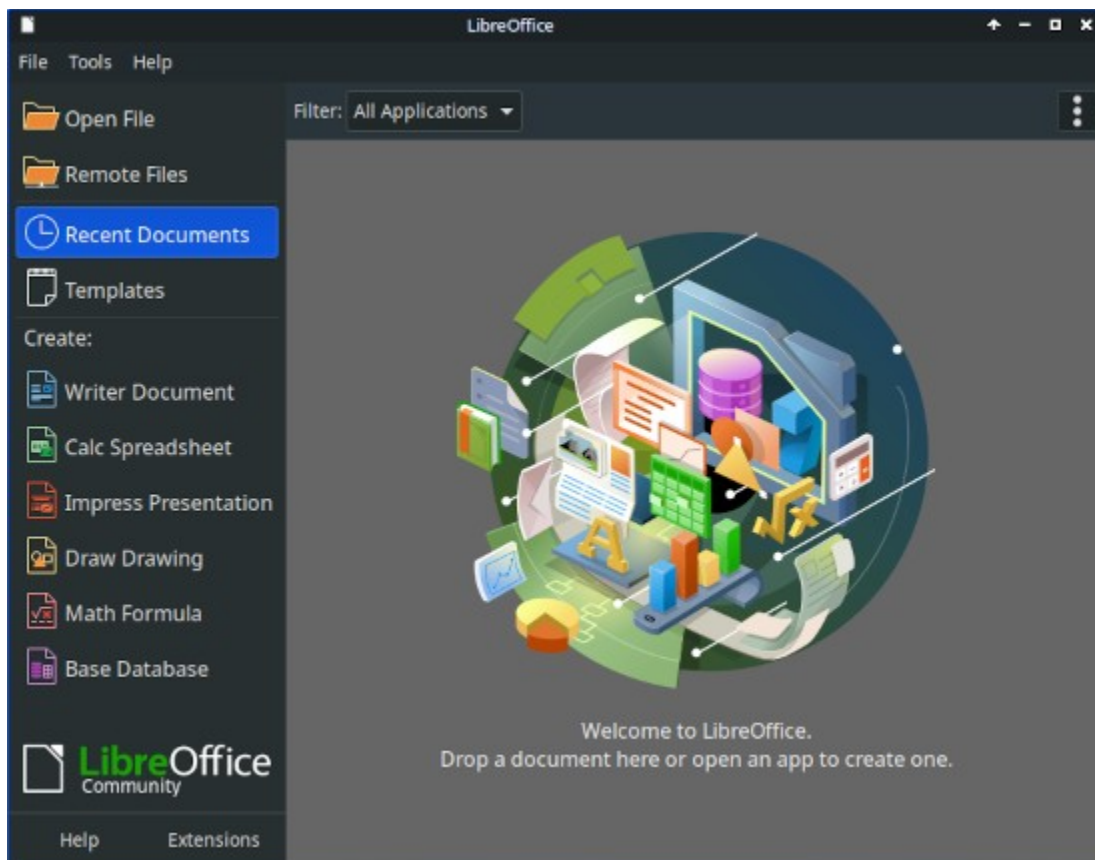 LibreOffice
File Tools Help
Open File
Remote Files
Recent Documents
Templates
Create:
Writer Document
Calc Spreadsheet
Impress Presentation
Draw Drawing
Math Formula
Base Database
LibreOffice
Community
Help Extensions
Filter: All Applications
Welcome to LibreOffice.
Drop a document here or open an app to create one.